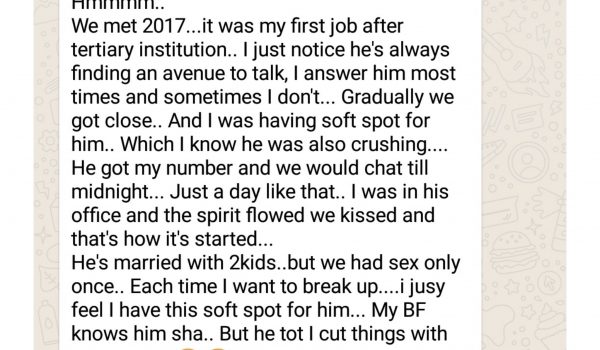 Hmmmm..
We met 2017...it was my first job after
tertiary institution.. I just notice he's always
finding an avenue to talk, I answer him most
times and sometimes I don't... Gradually we
got close.. And I was having soft spot for
him.. Which I know he was also crushing....
He got my number and we would chat till
midnight... Just a day like that.. I was in his
office and the spirit flowed we kissed and
that's how it's started...
He's married with 2kids..but we had sex only
once.. Each time I want to break up....i jusy
feel I have this soft spot for him... My BF
knows him sha.. But he tot I cut things with